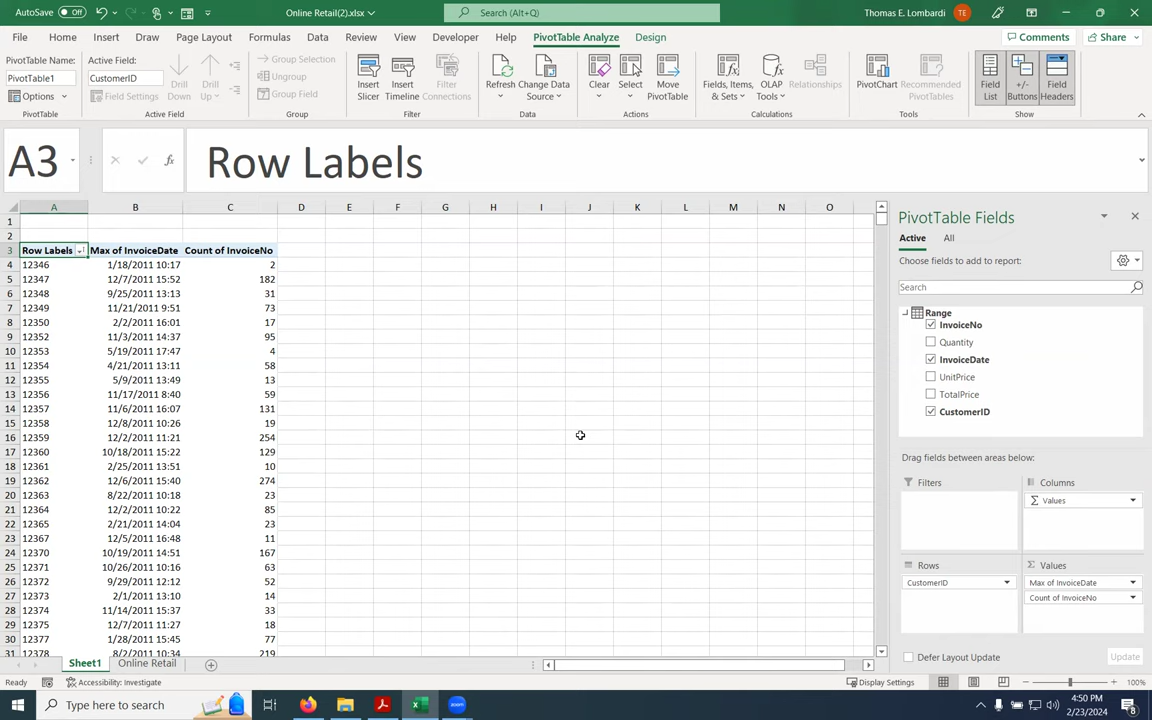 AutoSave Off Online Retail(2).xlsx Search (Alt+Q) Thomas E. Lombardi TE
File Home Insert Draw Page Layout Formulas Data Review View Developer Help PivotTable Analyze Design Comments Share
PivotTable Name:
PivotTable1
Options
PivotTable
Active Field:
CustomerID
Field Settings
Drill Down
Drill Up
Active Field
Group Selection
Ungroup
Group Field
Group
Insert Slicer
Insert Timeline
Filter Connections
Filter
Refresh
Change Data Source
Data
Clear
Select
Move PivotTable
Actions
Fields, Items, & Sets
OLAP Tools
Relationships
Calculations
PivotChart
Recommended PivotTables
Tools
Field List
+/- Buttons
Field Headers
Show
A3 fx Row Labels
A B C D E F G H I J K L M N O
1
2
3 Row Labels Max of InvoiceDate Count of InvoiceNo
4 12346 1/18/2011 10:17 2
5 12347 12/7/2011 15:52 182
6 12348 9/25/2011 13:13 31
7 12349 11/21/2011 9:51 73
8 12350 2/2/2011 16:01 17
9 12352 11/3/2011 14:37 95
10 12353 5/19/2011 17:47 4
11 12354 4/21/2011 13:11 58
12 12355 5/9/2011 13:49 13
13 12356 11/17/2011 8:40 59
14 12357 11/6/2011 16:07 131
15 12358 12/8/2011 10:26 19
16 12359 12/2/2011 11:21 254
17 12360 10/18/2011 15:22 129
18 12361 2/25/2011 13:51 10
19 12362 12/6/2011 15:40 274
20 12363 8/22/2011 10:18 23
21 12364 12/2/2011 10:22 85
22 12365 2/21/2011 14:04 23
23 12367 12/5/2011 16:48 11
24 12370 10/19/2011 14:51 167
25 12371 10/26/2011 10:16 63
26 12372 9/29/2011 12:12 52
27 12373 2/1/2011 13:10 14
28 12374 11/14/2011 15:37 33
29 12375 12/7/2011 11:27 18
30 12377 1/28/2011 15:45 77
31 12378 8/2/2011 10:34 219
PivotTable Fields
Active All
Choose fields to add to report:
Search
Range
InvoiceNo
Quantity
InvoiceDate
UnitPrice
TotalPrice
CustomerID
Drag fields between areas below:
Filters
Columns
Σ Values
Rows
CustomerID
Σ Values
Max of InvoiceDate
Count of InvoiceNo
Defer Layout Update Update
Sheet1 Online Retail
Ready Accessibility: Investigate Display Settings 100%
Type here to search 4:50 PM
2/23/2024
8